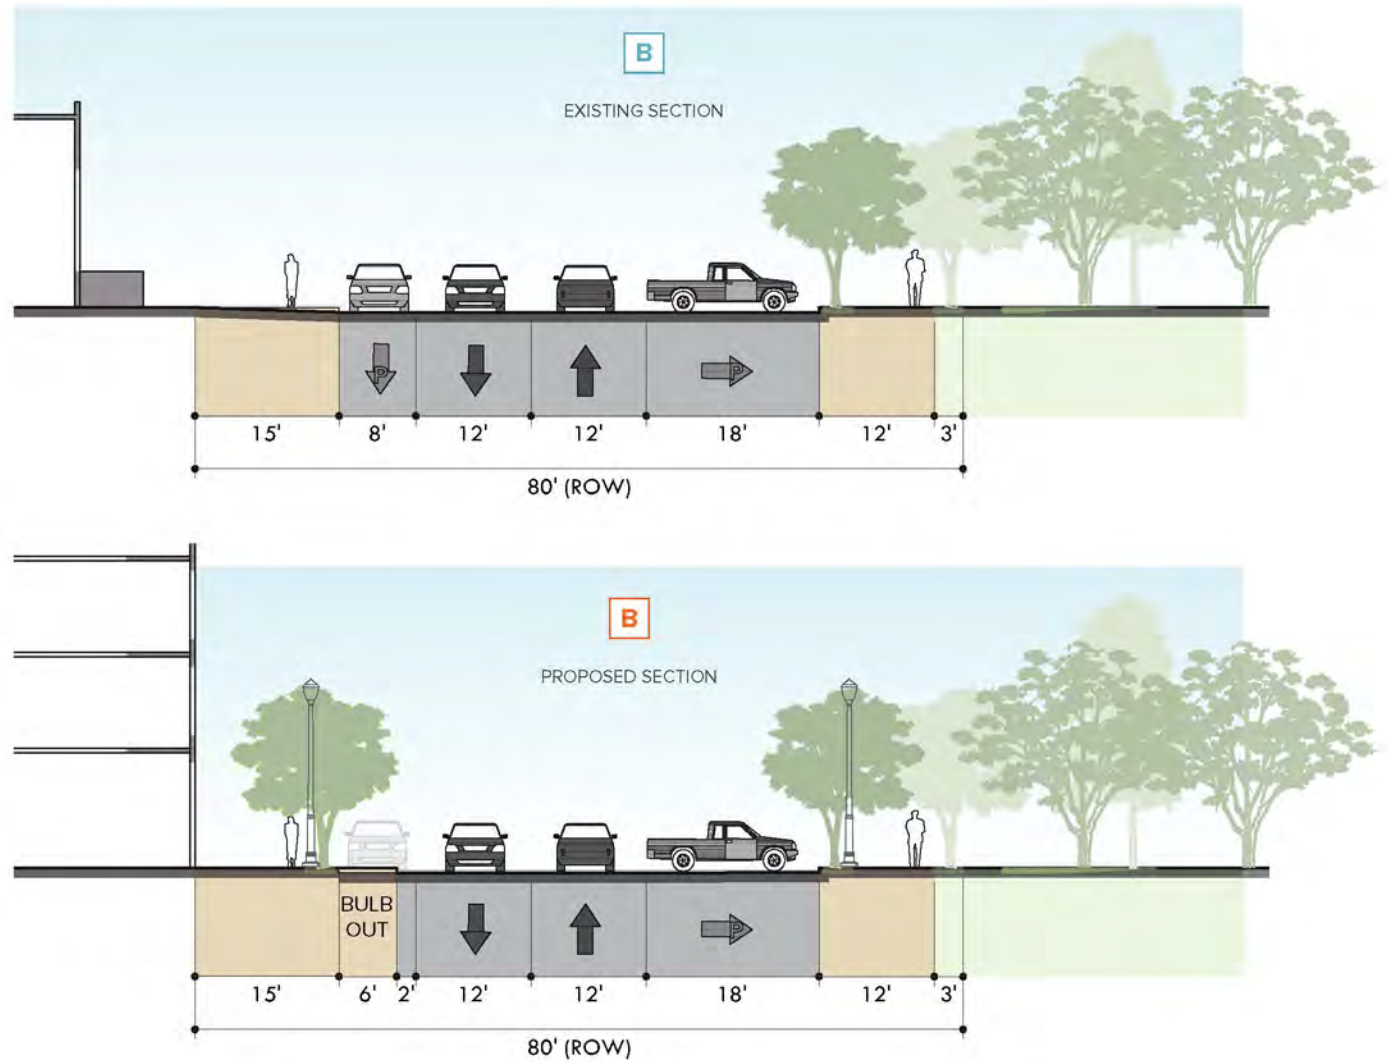 B
EXISTING SECTION
P
P
15' 8' 12' 12' 18' 12' 3'
80' (ROW)
B
PROPOSED SECTION
BULB
OUT
P
15' 6' 2' 12' 12' 18' 12' 3'
80' (ROW)